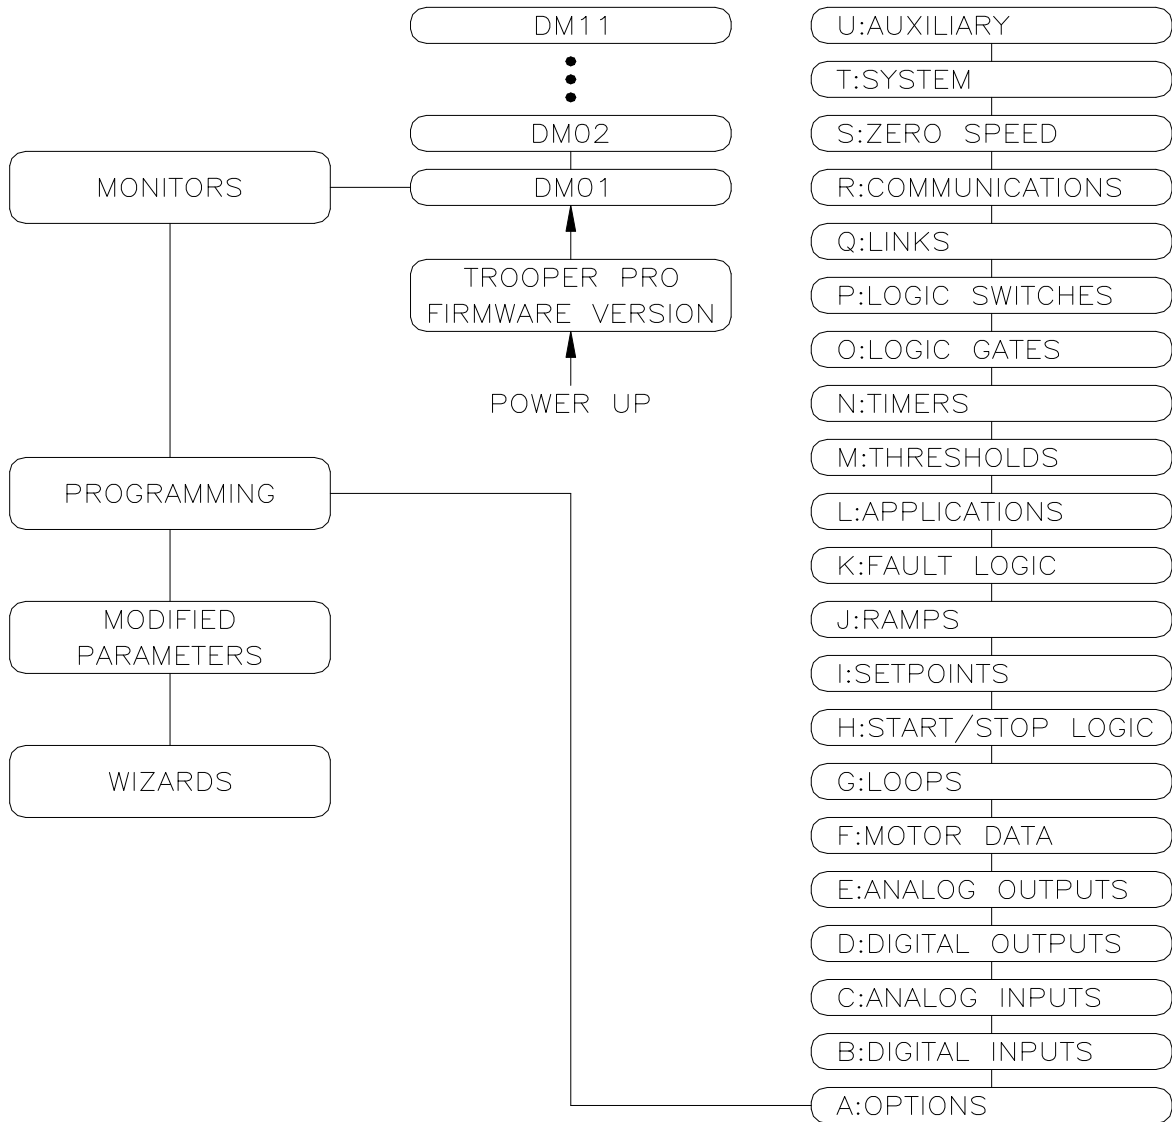 MONITORS
PROGRAMMING
MODIFIED
PARAMETERS
WIZARDS
DM11
DM02
DM01
TROOPER PRO
FIRMWARE VERSION
POWER UP
U:AUXILIARY
T:SYSTEM
S:ZERO SPEED
R:COMMUNICATIONS
Q:LINKS
P:LOGIC SWITCHES
O:LOGIC GATES
N:TIMERS
M:THRESHOLDS
L:APPLICATIONS
K:FAULT LOGIC
J:RAMPS
I:SETPOINTS
H:START/STOP LOGIC
G:LOOPS
F:MOTOR DATA
E:ANALOG OUTPUTS
D:DIGITAL OUTPUTS
C:ANALOG INPUTS
B:DIGITAL INPUTS
A:OPTIONS